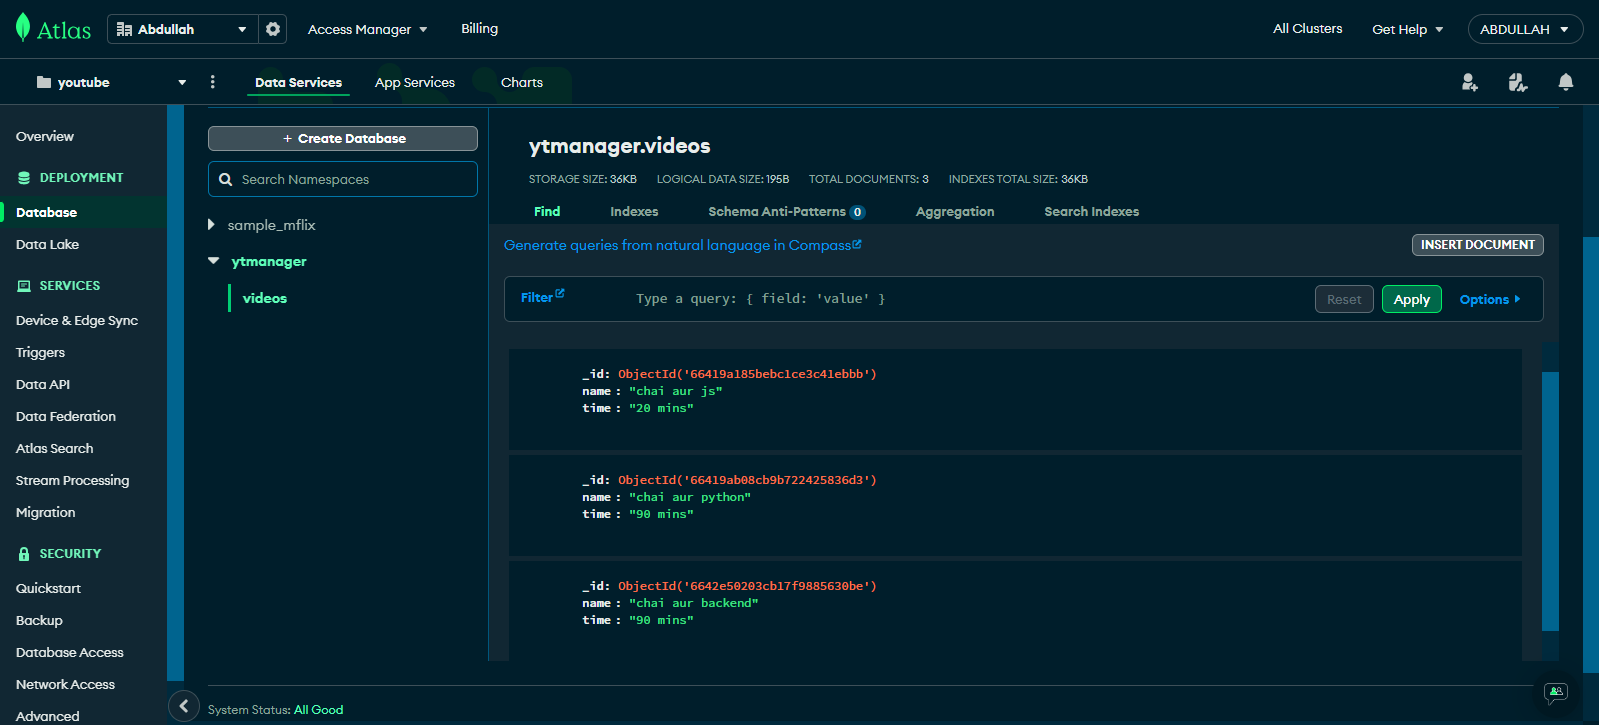 Atlas
Abdullah
Access Manager
Billing
All Clusters
Get Help
ABDULLAH
youtube
Data Services
App Services
Charts
Overview
DEPLOYMENT
Database
Data Lake
SERVICES
Device & Edge Sync
Triggers
Data API
Data Federation
Atlas Search
Stream Processing
Migration
SECURITY
Quickstart
Backup
Database Access
Network Access
Advanced
+ Create Database
Search Namespaces
sample_mflix
ytmanager
videos
ytmanager.videos
STORAGE SIZE: 36KB LOGICAL DATA SIZE: 195B TOTAL DOCUMENTS: 3 INDEXES TOTAL SIZE: 36KB
Find Indexes Schema Anti-Patterns 0 Aggregation Search Indexes
Generate queries from natural language in Compass
INSERT DOCUMENT
Filter Type a query: { field: 'value' } Reset Apply Options
_id: ObjectId('66419a185bebc1ce3c41ebbb')
name : "chai aur js"
time : "20 mins"
_id: ObjectId('66419ab08cb9b722425836d3')
name : "chai aur python"
time : "90 mins"
_id: ObjectId('6642e50203cb17f9885630be')
name : "chai aur backend"
time : "90 mins"
System Status: All Good